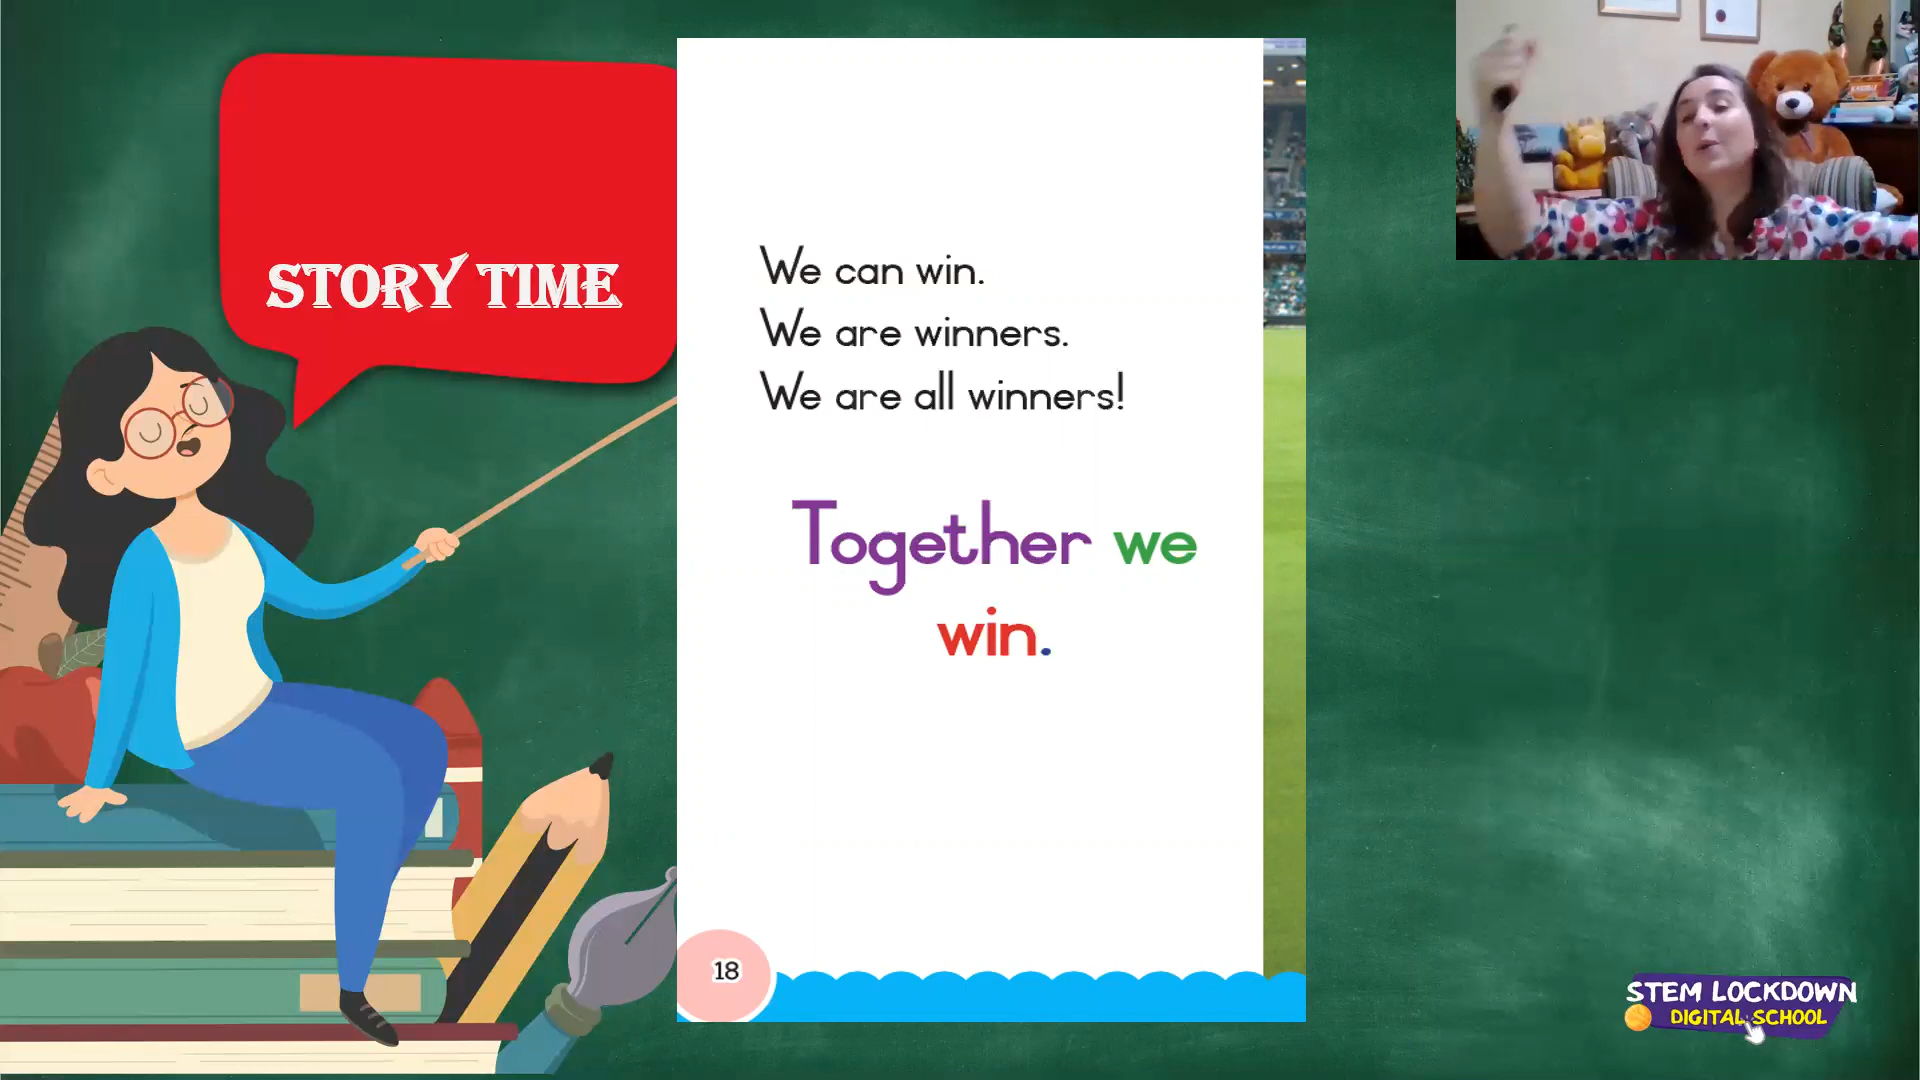 STORY TIME
We can win.
We are winners.
We are all winners!
Together we
win.
18
STEM LOCKDOWN
DIGITAL SCHOOL